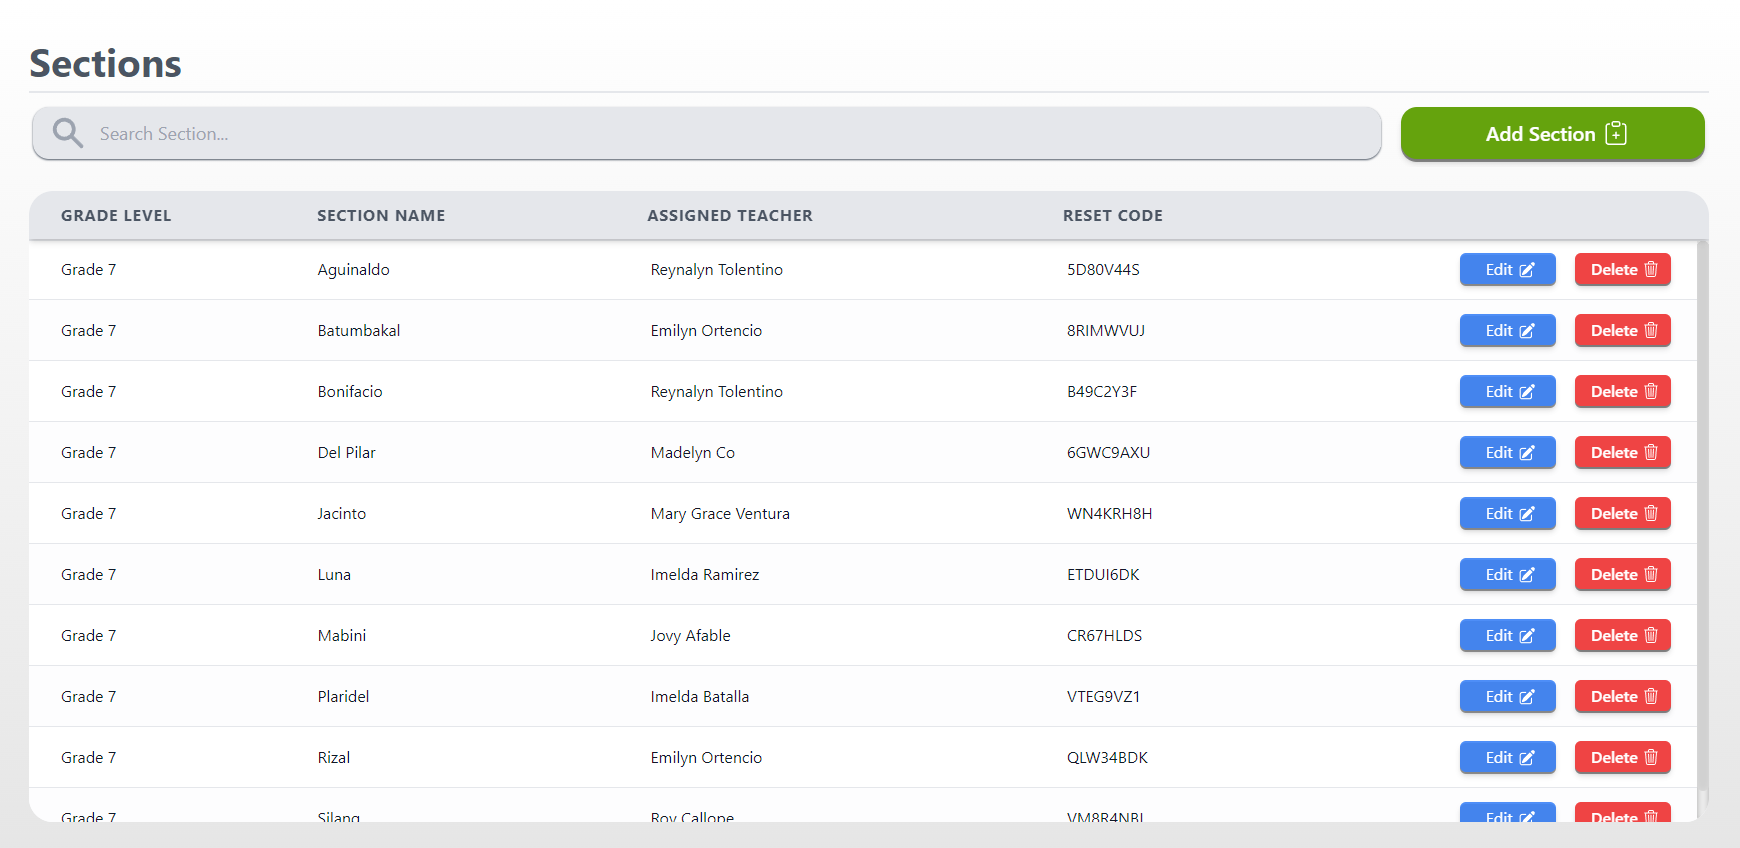 Sections
Search Section...
Add Section
GRADE LEVEL SECTION NAME ASSIGNED TEACHER RESET CODE
Grade 7 Aguinaldo Reynalyn Tolentino 5D80V44S Edit Delete
Grade 7 Batumbakal Emilyn Ortencio 8RIMWVUJ Edit Delete
Grade 7 Bonifacio Reynalyn Tolentino B49C2Y3F Edit Delete
Grade 7 Del Pilar Madelyn Co 6GWC9AXU Edit Delete
Grade 7 Jacinto Mary Grace Ventura WN4KRH8H Edit Delete
Grade 7 Luna Imelda Ramirez ETDUI6DK Edit Delete
Grade 7 Mabini Jovy Afable CR67HLDS Edit Delete
Grade 7 Plaridel Imelda Batalla VTEG9VZ1 Edit Delete
Grade 7 Rizal Emilyn Ortencio QLW34BDK Edit Delete
Grade 7 Silang Roy Callope Edit Delete